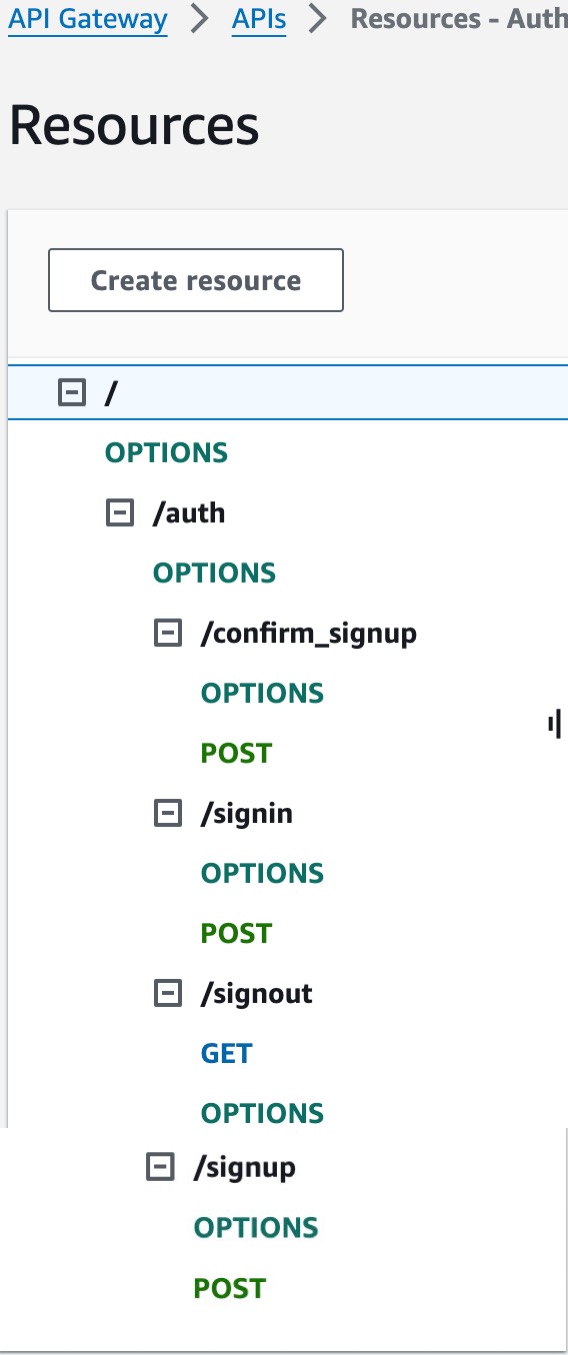 API Gateway > APIs > Resources - Auth
Resources
Create resource
/
OPTIONS
/auth
OPTIONS
/confirm_signup
OPTIONS
POST
/signin
OPTIONS
POST
/signout
GET
OPTIONS
/signup
OPTIONS
POST